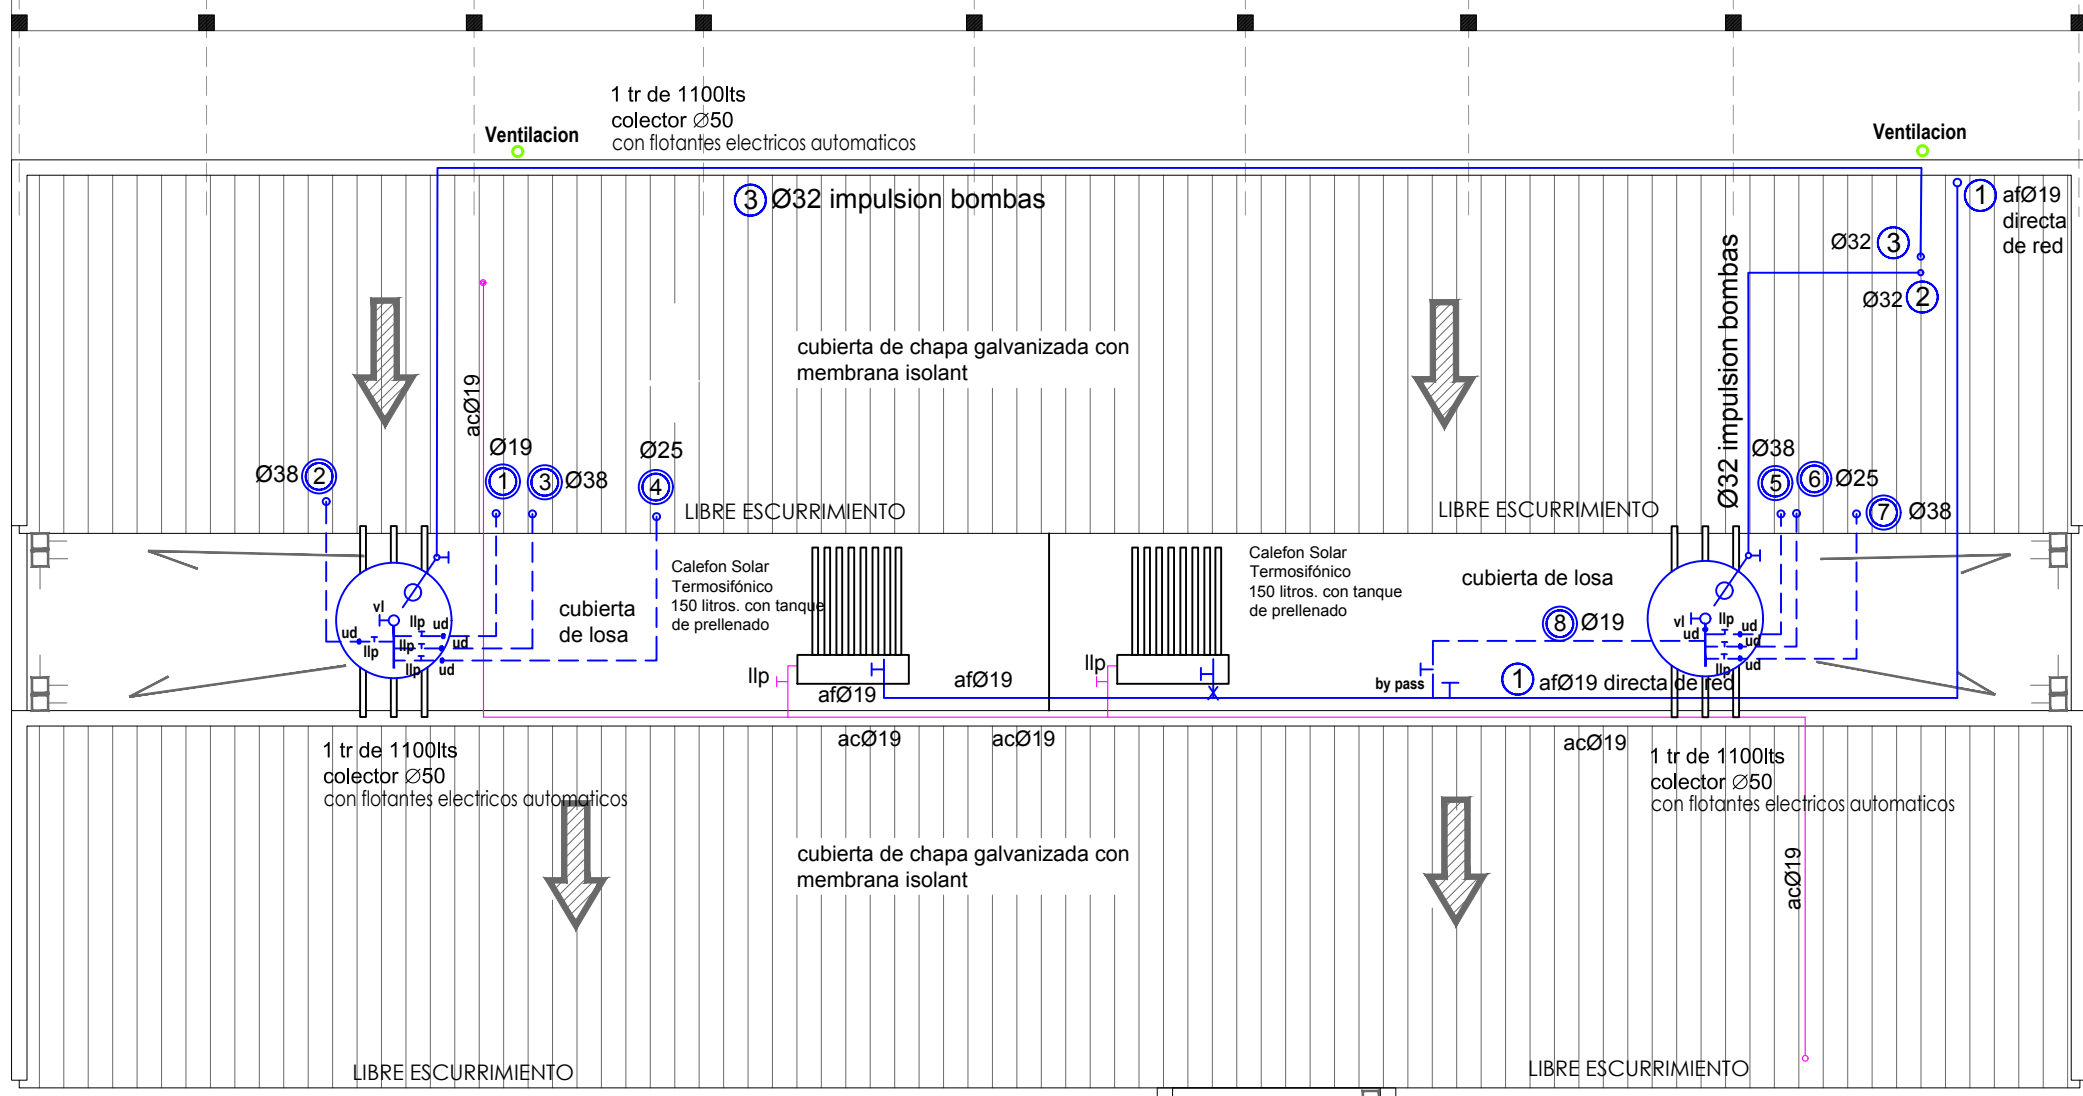 1 tr de 1100lts
colector Ø50
con flotantes electricos automaticos
Ventilacion
Ventilacion
3 Ø32 impulsion bombas
1 afØ19
directa
de red
Ø32 3
Ø32 2
Ø32 impulsion bombas
cubierta de chapa galvanizada con
membrana isolant
acØ19
Ø38 2
Ø19
1
3 Ø38
Ø25
4
LIBRE ESCURRIMIENTO
LIBRE ESCURRIMIENTO
Ø38
5
6 Ø25
7 Ø38
Calefon Solar
Termosifónico
150 litros. con tanque
de prellenado
cubierta
de losa
Calefon Solar
Termosifónico
150 litros. con tanque
de prellenado
cubierta de losa
8 Ø19
vl
llp
ud
ud
llp
llp
ud
llp
ud
vl
llp
ud
ud
ud
llp
ud
llp
afØ19
afØ19
llp
by pass
1 afØ19 directa de red
acØ19
acØ19
acØ19
1 tr de 1100lts
colector Ø50
con flotantes electricos automaticos
1 tr de 1100lts
colector Ø50
con flotantes electricos automaticos
cubierta de chapa galvanizada con
membrana isolant
acØ19
LIBRE ESCURRIMIENTO
LIBRE ESCURRIMIENTO